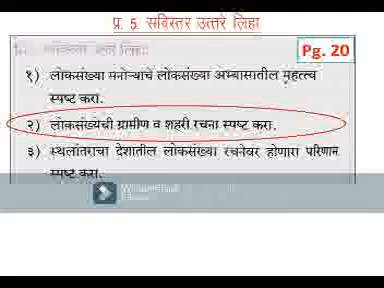 प्र. 5. सविस्तर उत्तरे लिहा
Pg. 20
१) लोकसंख्या मनोऱ्याचे लोकसंख्या अभ्यासातील महत्त्व
स्पष्ट करा.
२) लोकसंख्येची ग्रामीण व शहरी रचना स्पष्ट करा.
३) स्थलांतराचा देशातील लोकसंख्या रचनेवर होणारा परिणाम
स्पष्ट करा.